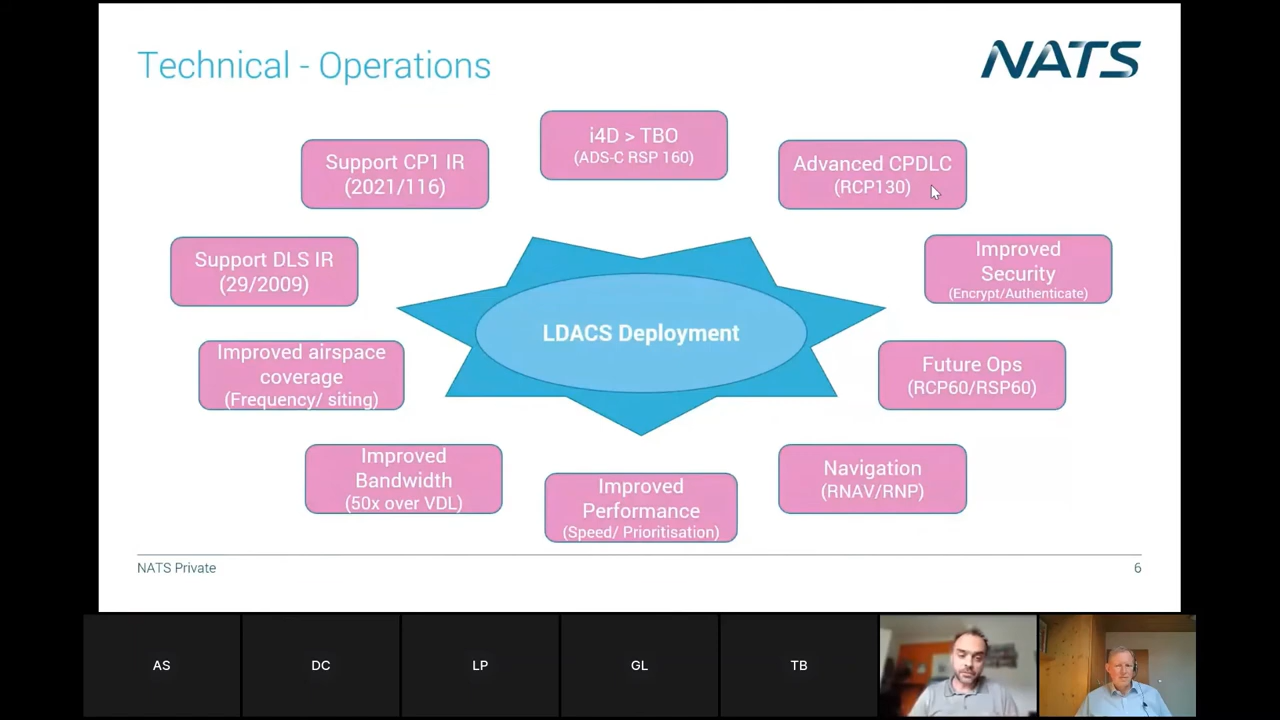 Technical - Operations
NATS
i4D > TBO
(ADS-C RSP 160)
Support CP1 IR
(2021/116)
Advanced CPDLC
(RCP130)
Support DLS IR
(29/2009)
Improved
Security
(Encrypt/Authenticate)
LDACS Deployment
Improved airspace
coverage
(Frequency/ siting)
Future Ops
(RCP60/RSP60)
Improved
Bandwidth
(50x over VDL)
Improved
Performance
(Speed/ Prioritisation)
Navigation
(RNAV/RNP)
NATS Private
6
AS
DC
LP
GL
TB